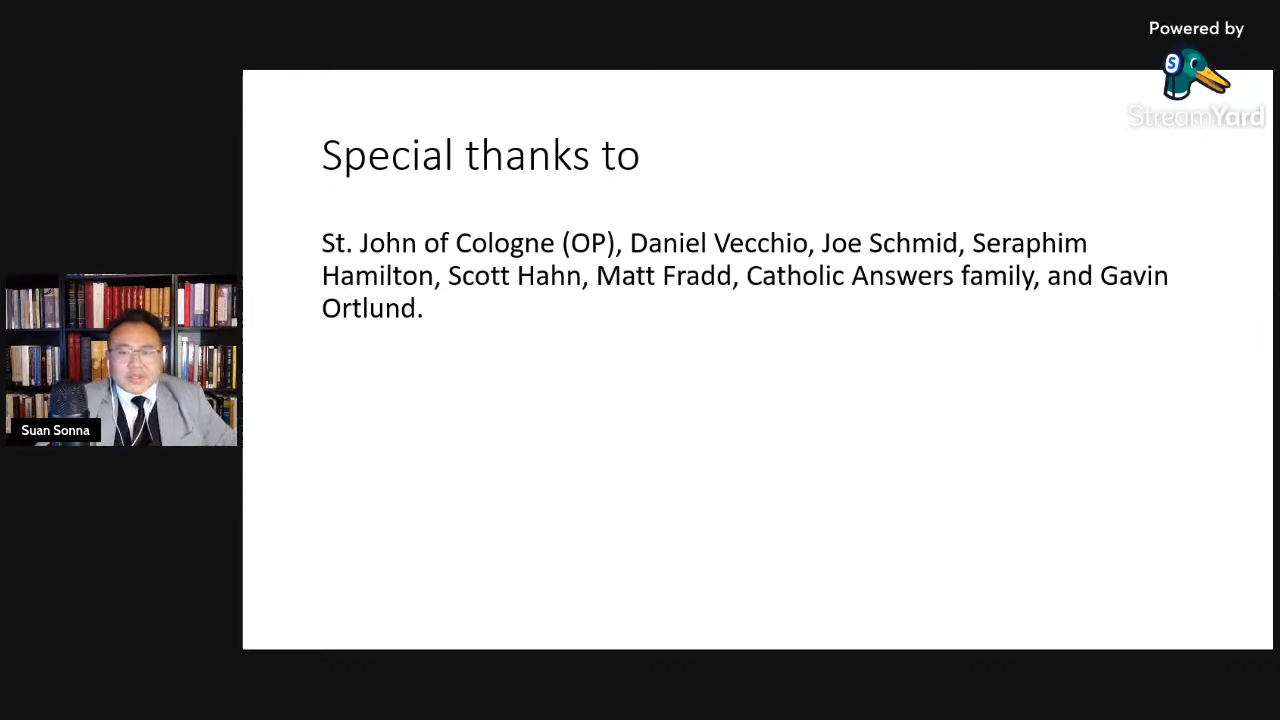 Powered by
S
StreamYard
Special thanks to
St. John of Cologne (OP), Daniel Vecchio, Joe Schmid, Seraphim
Hamilton, Scott Hahn, Matt Fradd, Catholic Answers family, and Gavin
Ortlund.
Suan Sonna